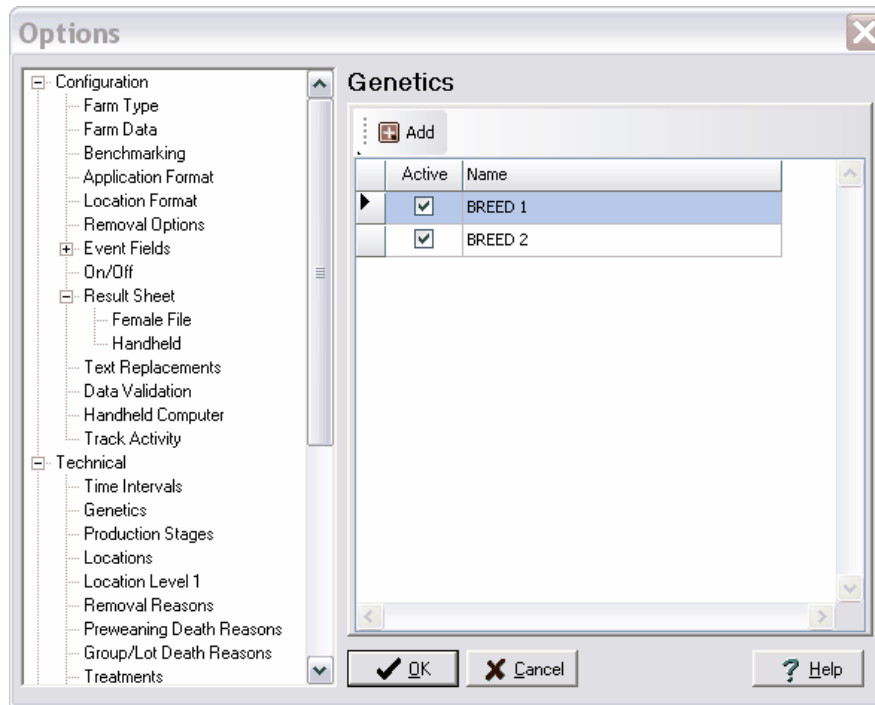 Options
Configuration
Farm Type
Farm Data
Benchmarking
Application Format
Location Format
Removal Options
Event Fields
On/Off
Result Sheet
Female File
Handheld
Text Replacements
Data Validation
Handheld Computer
Track Activity
Technical
Time Intervals
Genetics
Production Stages
Locations
Location Level 1
Removal Reasons
Preweaning Death Reasons
Group/Lot Death Reasons
Treatments
Genetics
Add
Active Name
BREED 1
BREED 2
OK Cancel Help